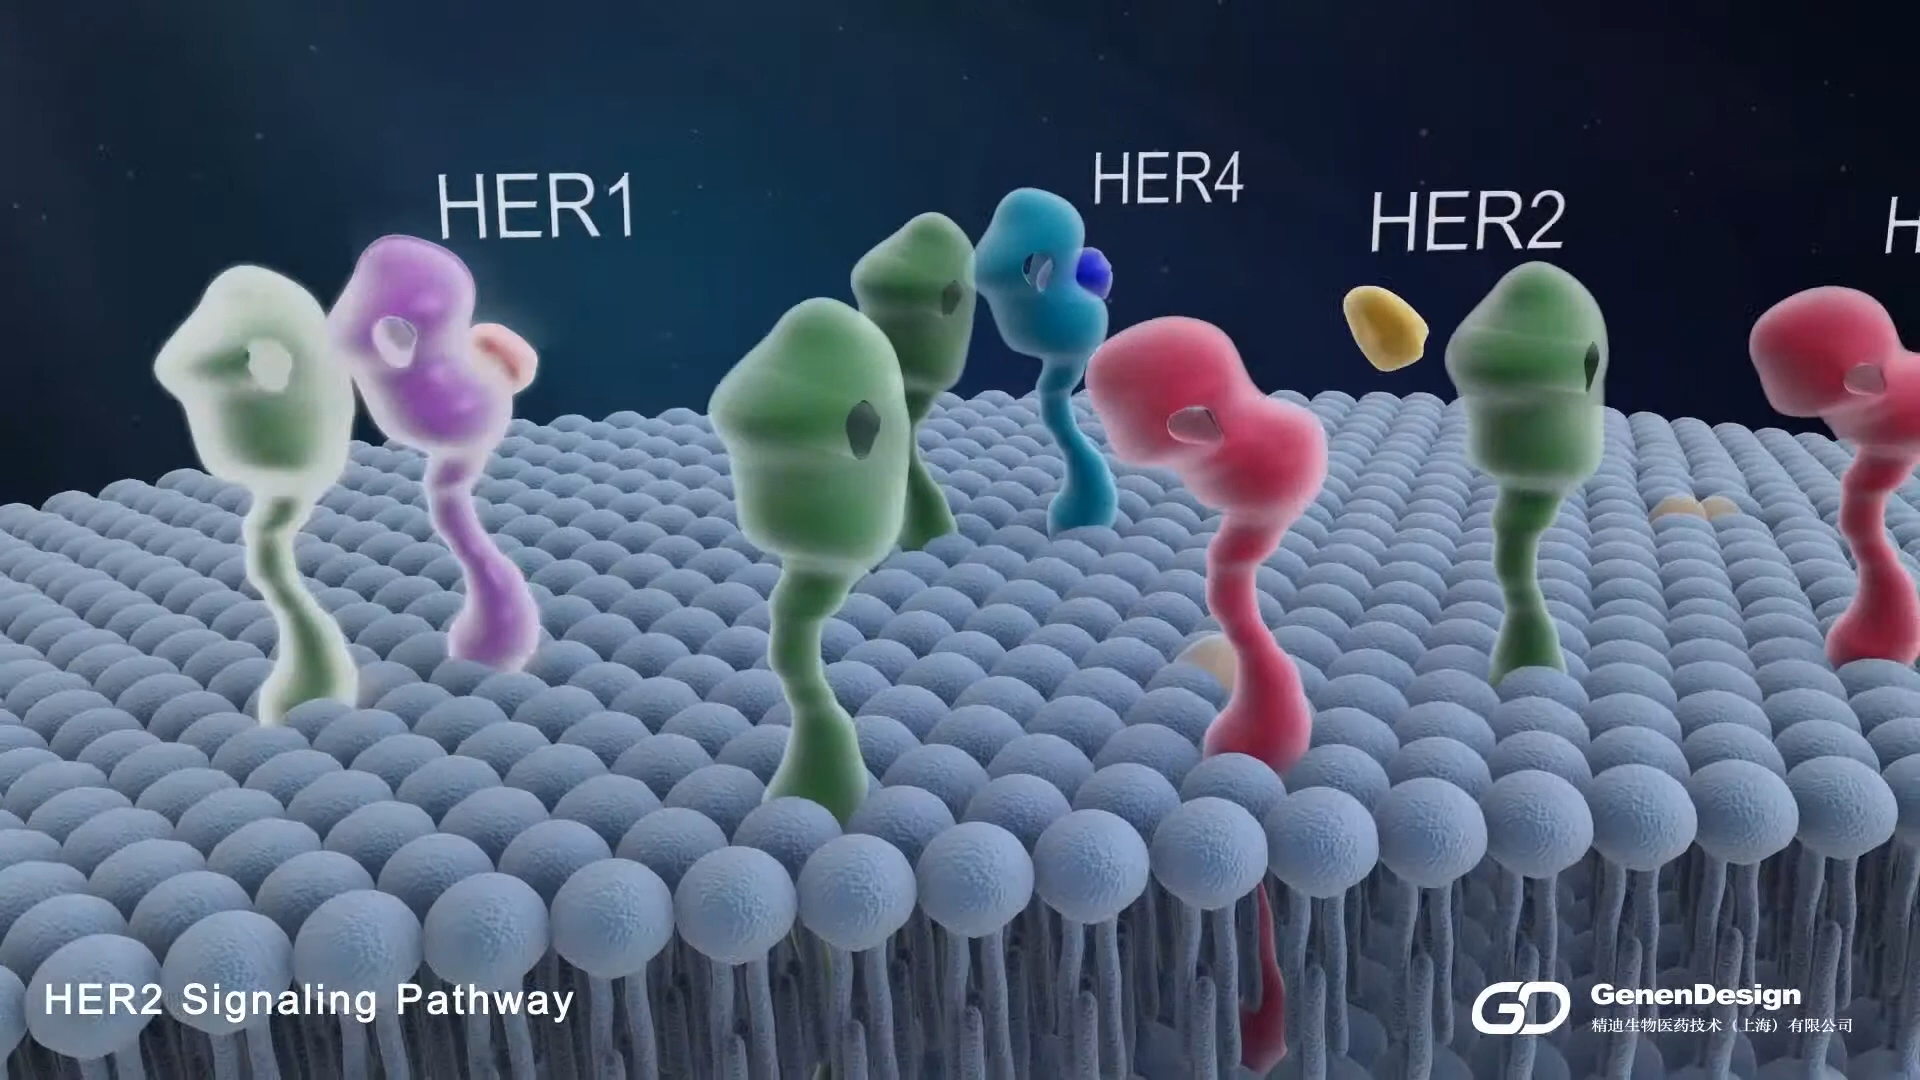 HER1
HER4
HER2
H
HER2 Signaling Pathway
GD GenenDesign
精迪生物医药技术（上海）有限公司